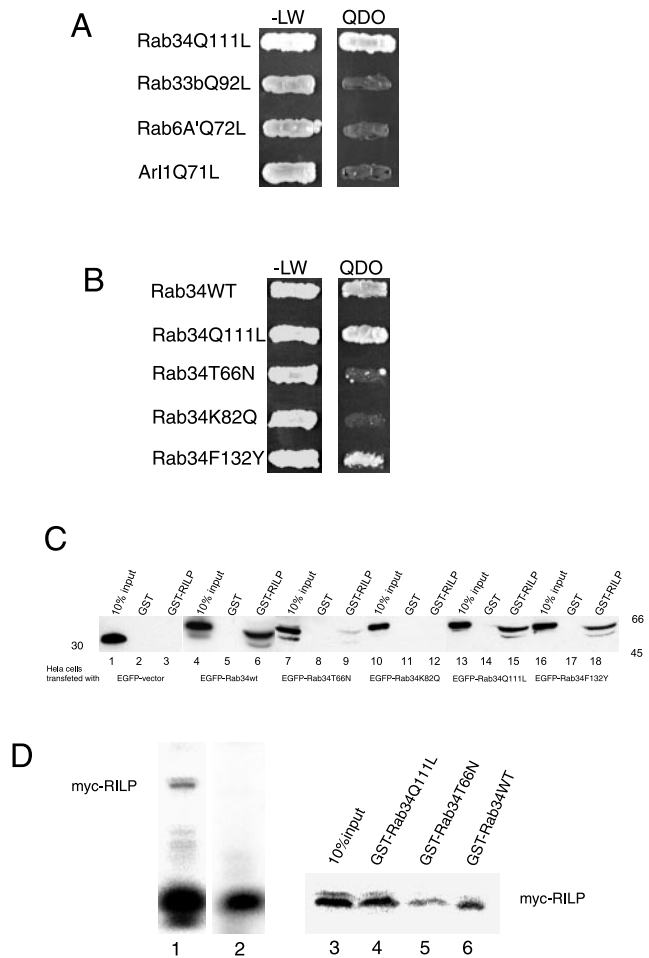 A
-LW QDO
Rab34Q111L
Rab33bQ92L
Rab6A'Q72L
Arl1Q71L
B
-LW QDO
Rab34WT
Rab34Q111L
Rab34T66N
Rab34K82Q
Rab34F132Y
C
10% input GST GST-RILP 10% input GST GST-RILP 10% input GST GST-RILP 10% input GST GST-RILP 10% input GST GST-RILP 10% input GST GST-RILP
30 66
45
1 2 3 4 5 6 7 8 9 10 11 12 13 14 15 16 17 18
Hela cells
transfeted with EGFP-vector EGFP-Rab34wt EGFP-Rab34T66N EGFP-Rab34K82Q EGFP-Rab34Q111L EGFP-Rab34F132Y
D
myc-RILP
10%input GST-Rab34Q111L GST-Rab34T66N GST-Rab34WT
myc-RILP
1 2 3 4 5 6